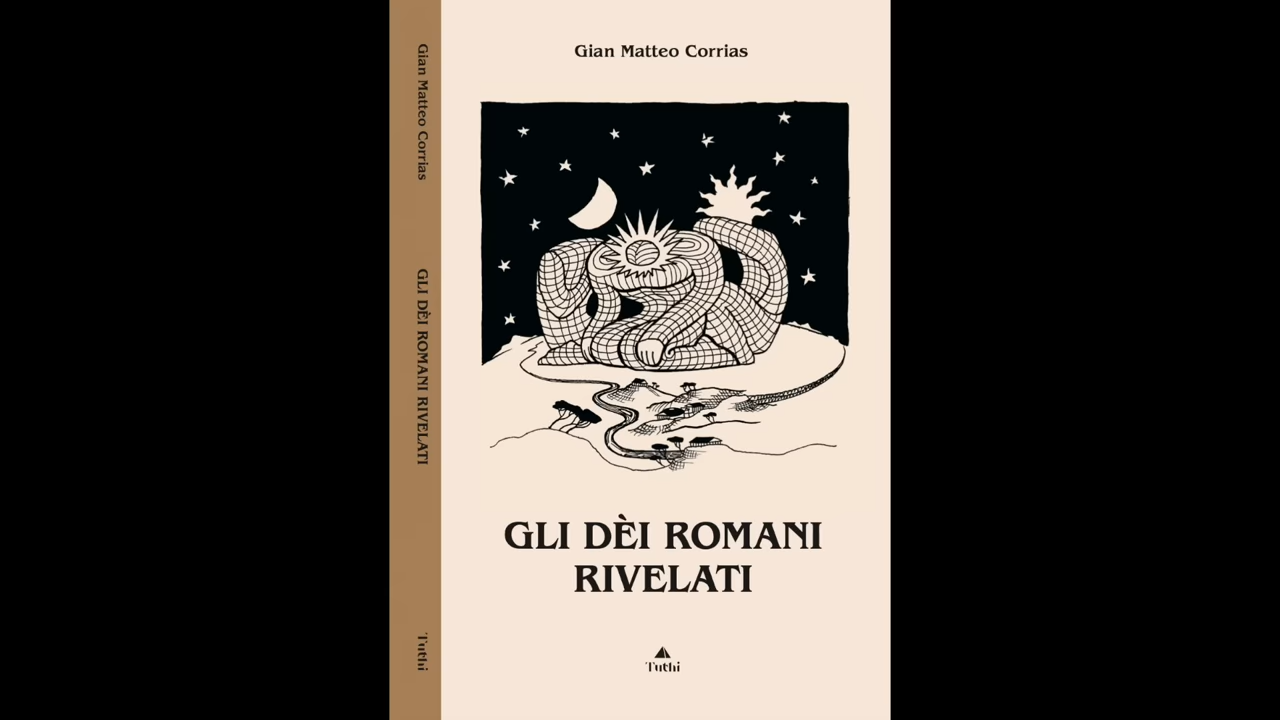 Gian Matteo Corrias
GLI DÈI ROMANI RIVELATI
Tuthi
Gian Matteo Corrias
GLI DÈI ROMANI
RIVELATI
Tuthi